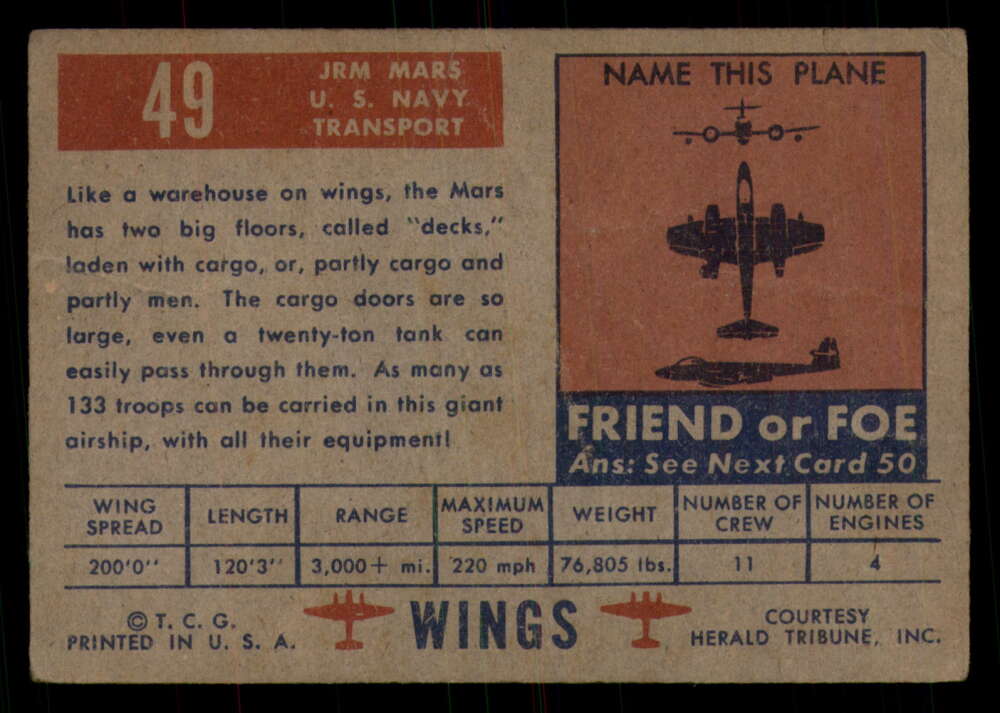 49
JRM MARS
U. S. NAVY
TRANSPORT
Like a warehouse on wings, the Mars
has two big floors, called "decks,"
laden with cargo, or, partly cargo and
partly men. The cargo doors are so
large, even a twenty-ton tank can
easily pass through them. As many as
133 troops can be carried in this giant
airship, with all their equipment!
NAME THIS PLANE
FRIEND or FOE
Ans: See Next Card 50
WING SPREAD LENGTH RANGE MAXIMUM SPEED WEIGHT NUMBER OF CREW NUMBER OF ENGINES
200'0" 120'3" 3,000+ mi. 220 mph 76,805 lbs. 11 4
© T. C. G.
PRINTED IN U. S. A.
WINGS
COURTESY
HERALD TRIBUNE, INC.